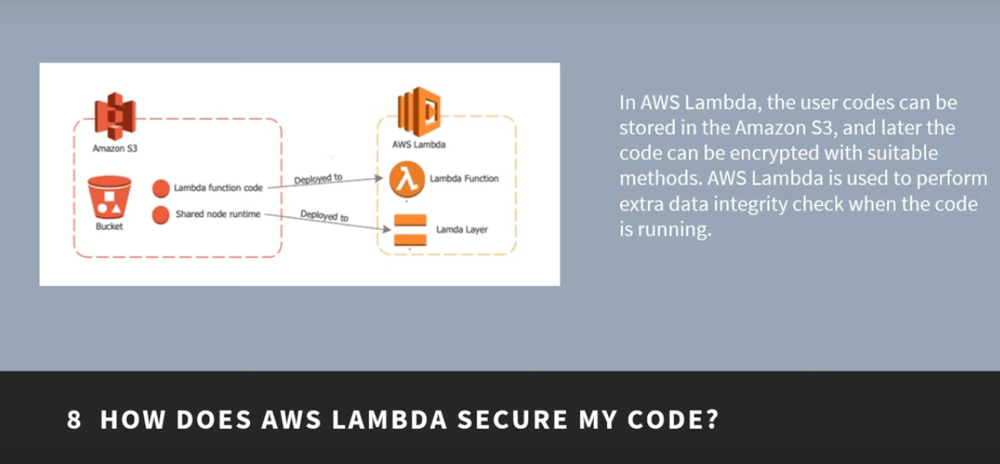 Amazon S3
Bucket
Lambda function code
Shared node runtime
Deployed to
Deployed to
AWS Lambda
Lambda Function
Lamda Layer
In AWS Lambda, the user codes can be
stored in the Amazon S3, and later the
code can be encrypted with suitable
methods. AWS Lambda is used to perform
extra data integrity check when the code
is running.
8 HOW DOES AWS LAMBDA SECURE MY CODE?